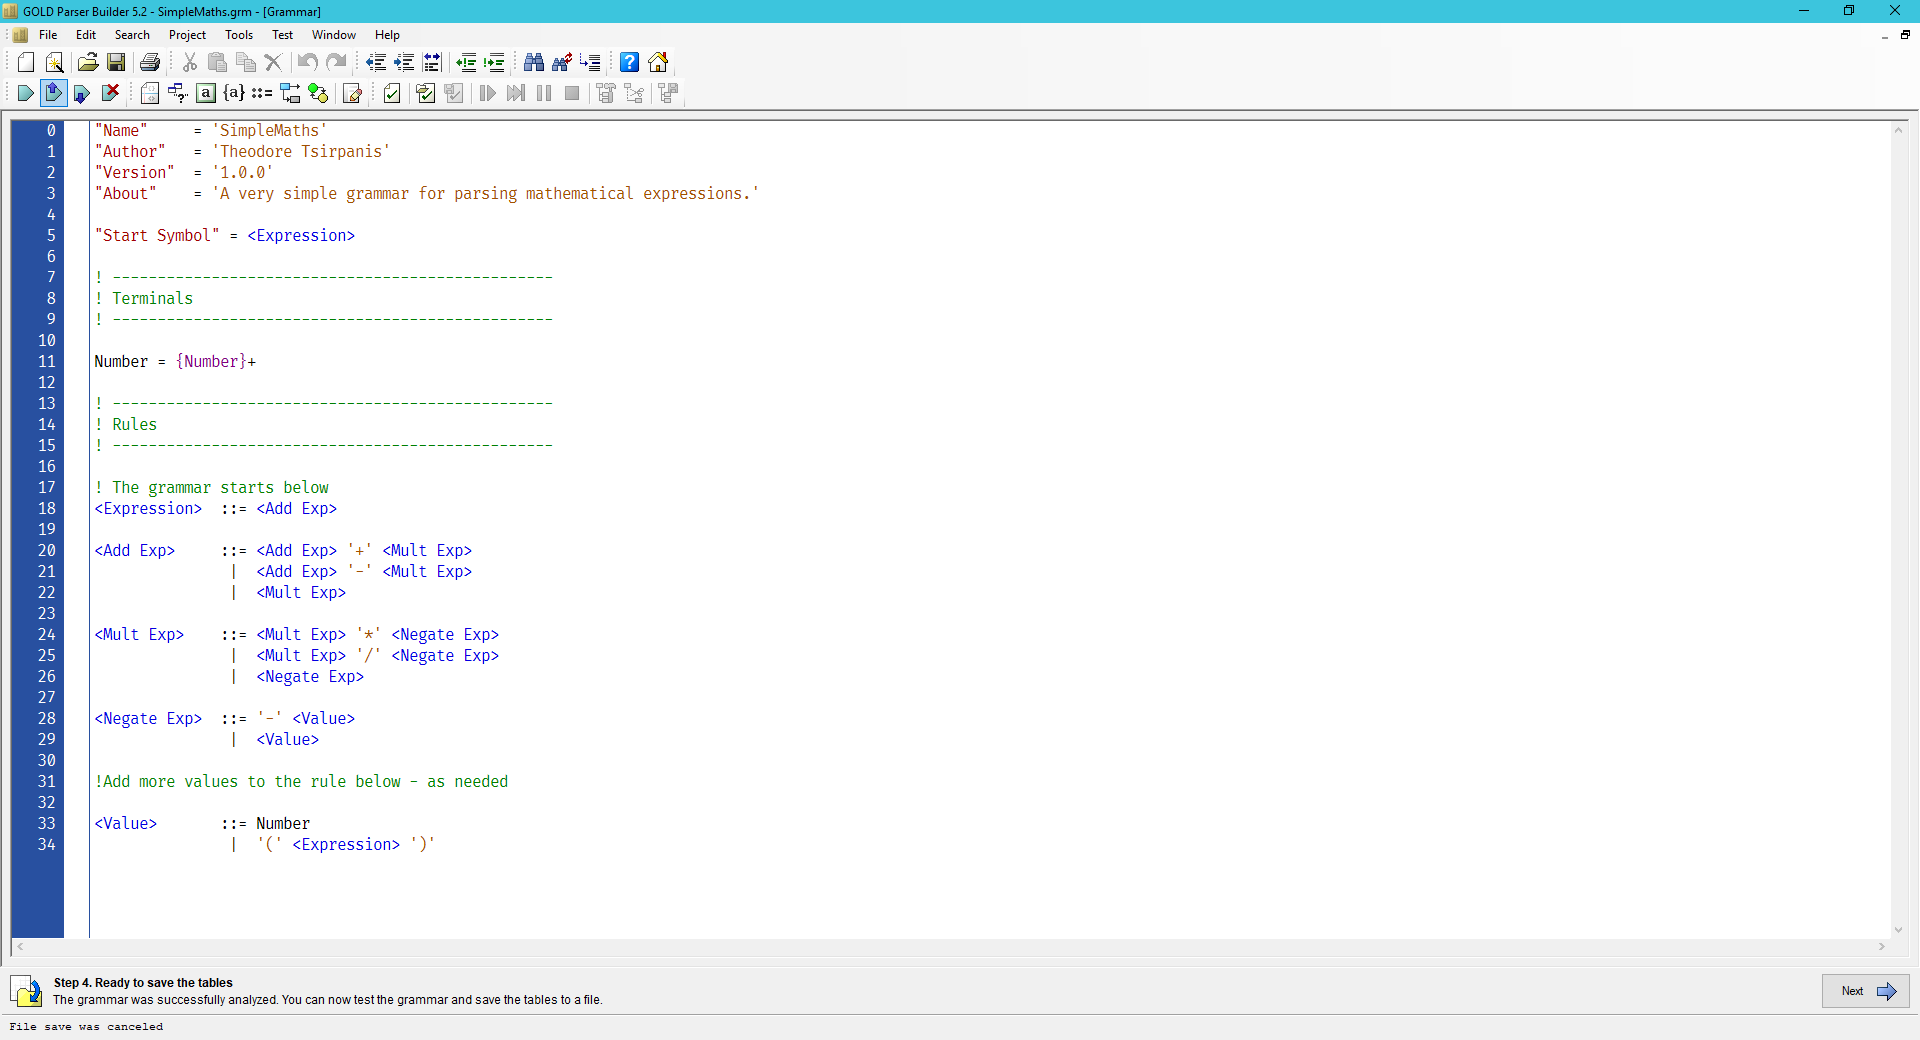 GOLD Parser Builder 5.2 - SimpleMaths.grm - [Grammar]
File Edit Search Project Tools Test Window Help
0 "Name" = 'SimpleMaths'
1 "Author" = 'Theodore Tsirpanis'
2 "Version" = '1.0.0'
3 "About" = 'A very simple grammar for parsing mathematical expressions.'
4
5 "Start Symbol" = <Expression>
6
7 ! -------------------------------------------------
8 ! Terminals
9 ! -------------------------------------------------
10
11 Number = {Number}+
12
13 ! -------------------------------------------------
14 ! Rules
15 ! -------------------------------------------------
16
17 ! The grammar starts below
18 <Expression> ::= <Add Exp>
19
20 <Add Exp> ::= <Add Exp> '+' <Mult Exp>
21 | <Add Exp> '-' <Mult Exp>
22 | <Mult Exp>
23
24 <Mult Exp> ::= <Mult Exp> '*' <Negate Exp>
25 | <Mult Exp> '/' <Negate Exp>
26 | <Negate Exp>
27
28 <Negate Exp> ::= '-' <Value>
29 | <Value>
30
31 !Add more values to the rule below - as needed
32
33 <Value> ::= Number
34 | '(' <Expression> ')'
Step 4. Ready to save the tables
The grammar was successfully analyzed. You can now test the grammar and save the tables to a file.
Next
File save was canceled